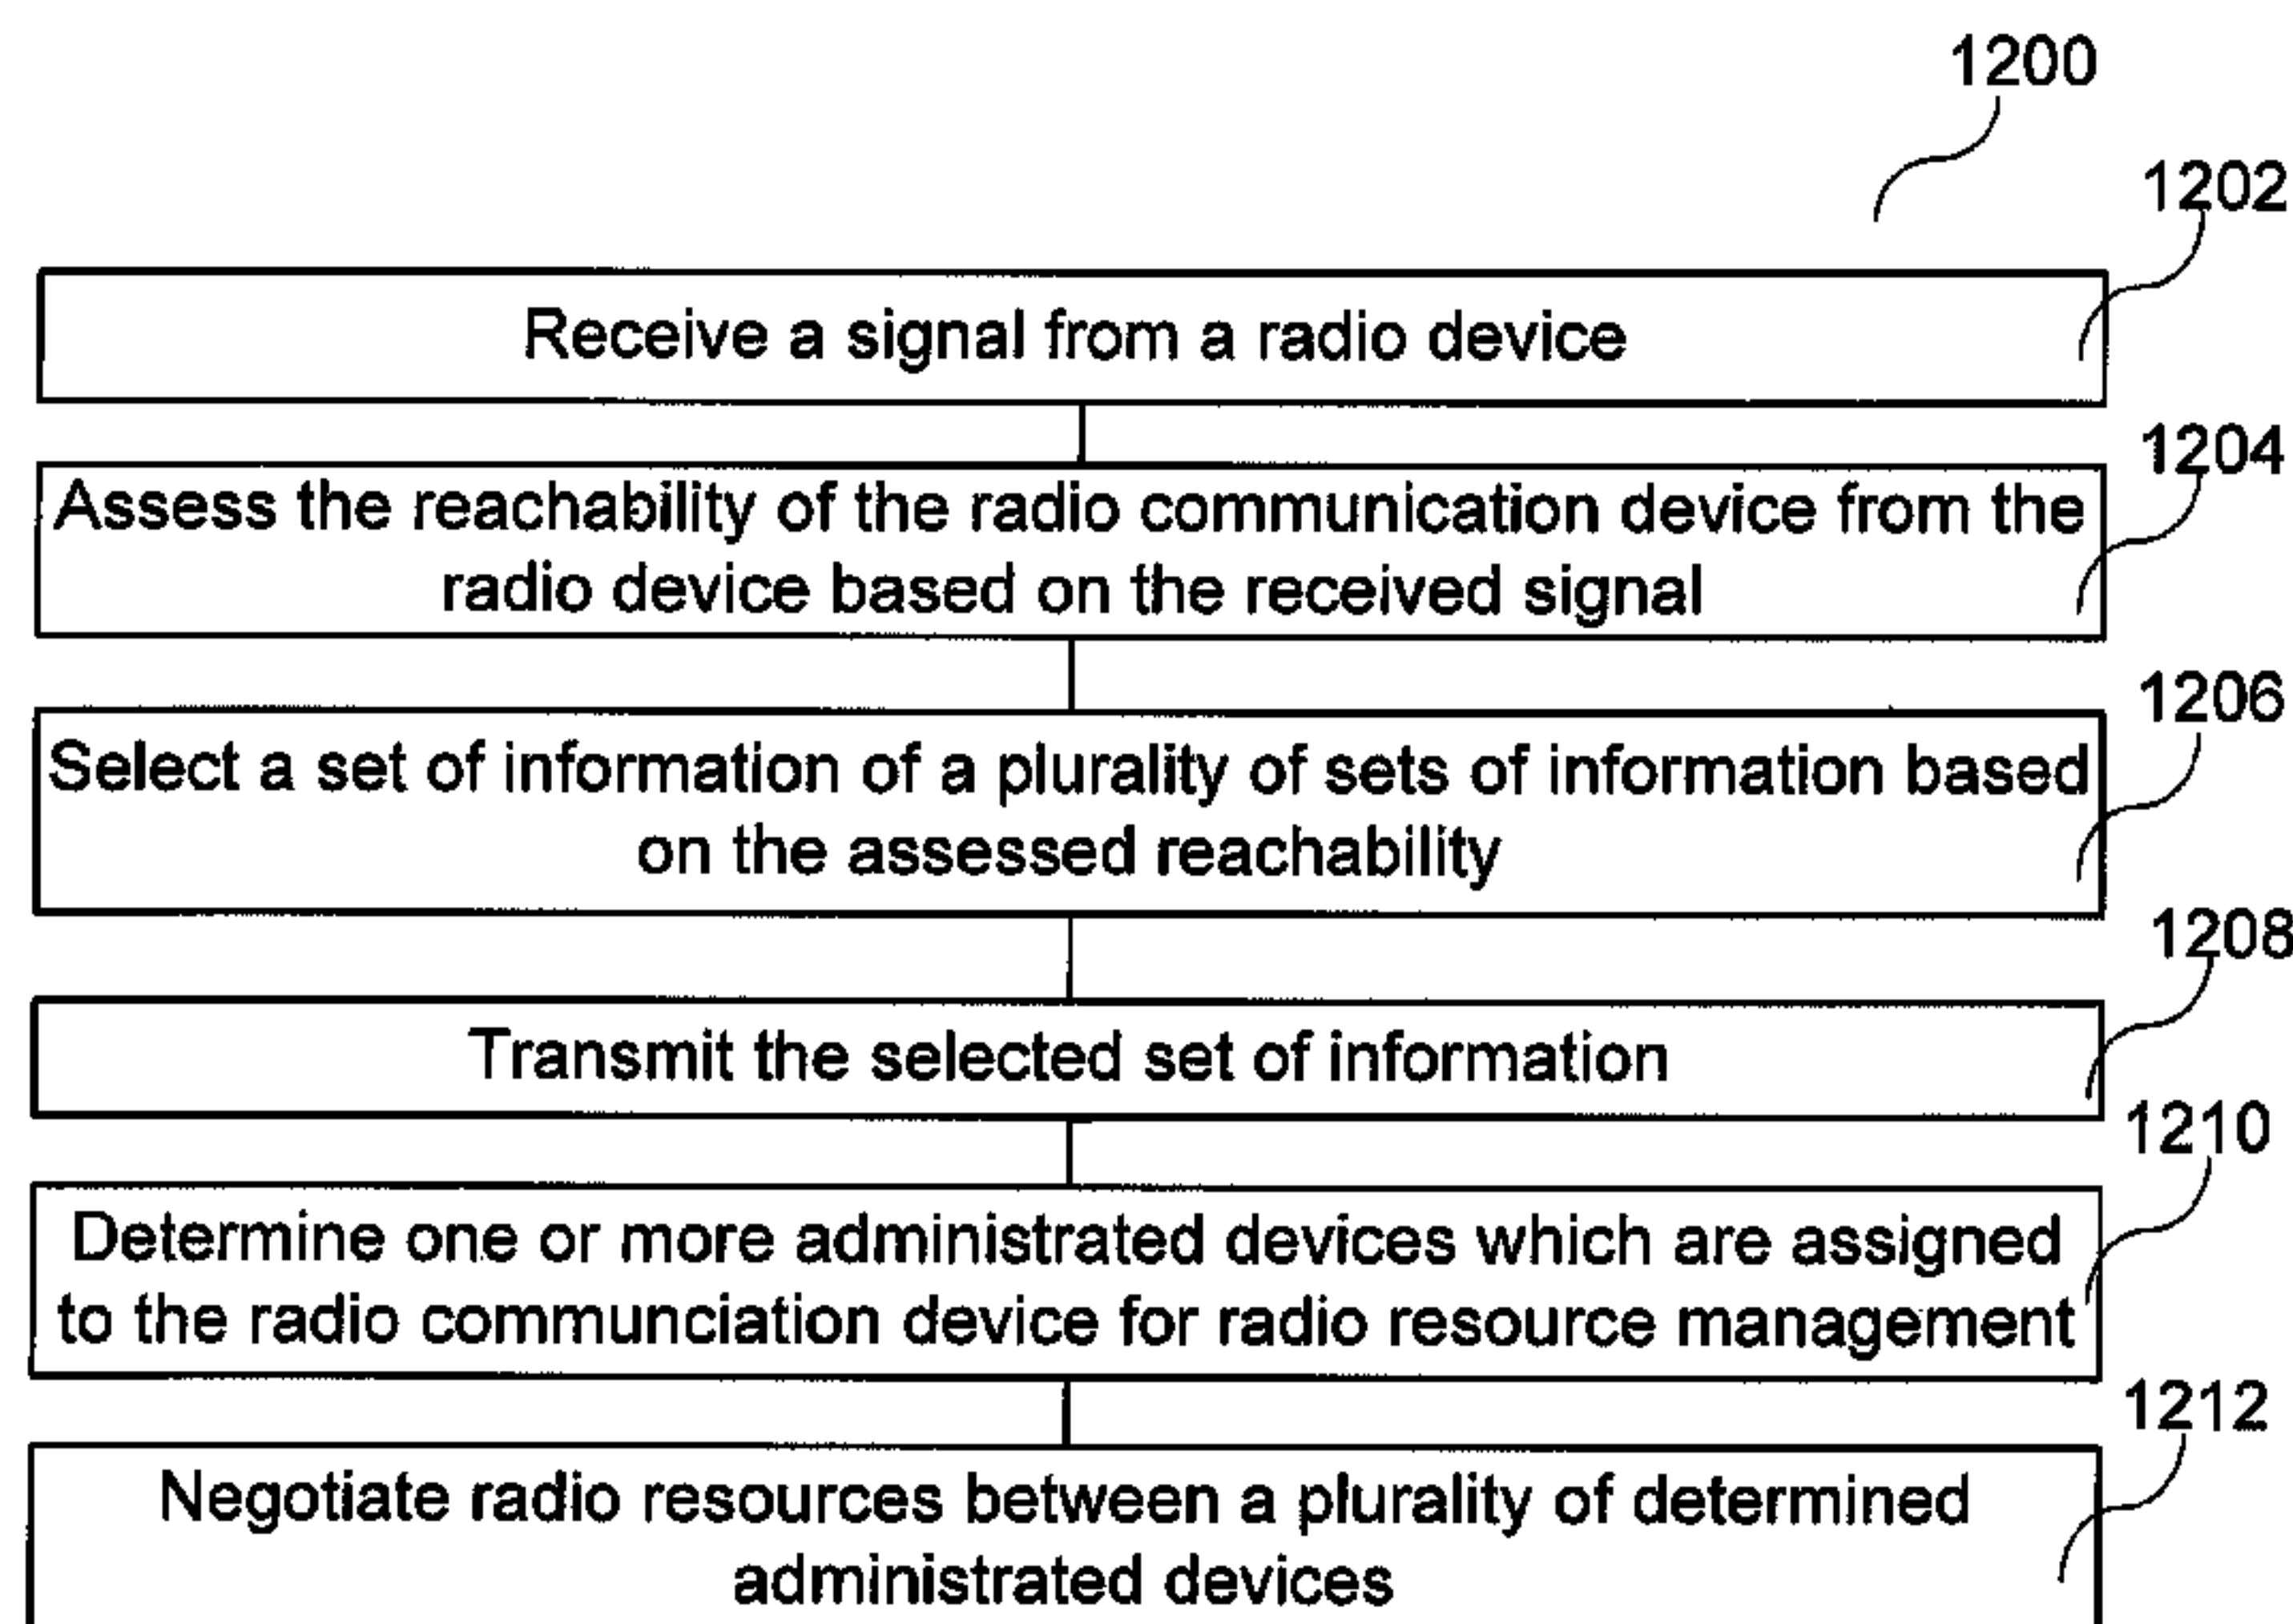 1200
1202
Receive a signal from a radio device
1204
Assess the reachability of the radio communication device from the
radio device based on the received signal
1206
Select a set of information of a plurality of sets of information based
on the assessed reachability
1208
Transmit the selected set of information
1210
Determine one or more administrated devices which are assigned
to the radio communciation device for radio resource management
1212
Negotiate radio resources between a plurality of determined
administrated devices